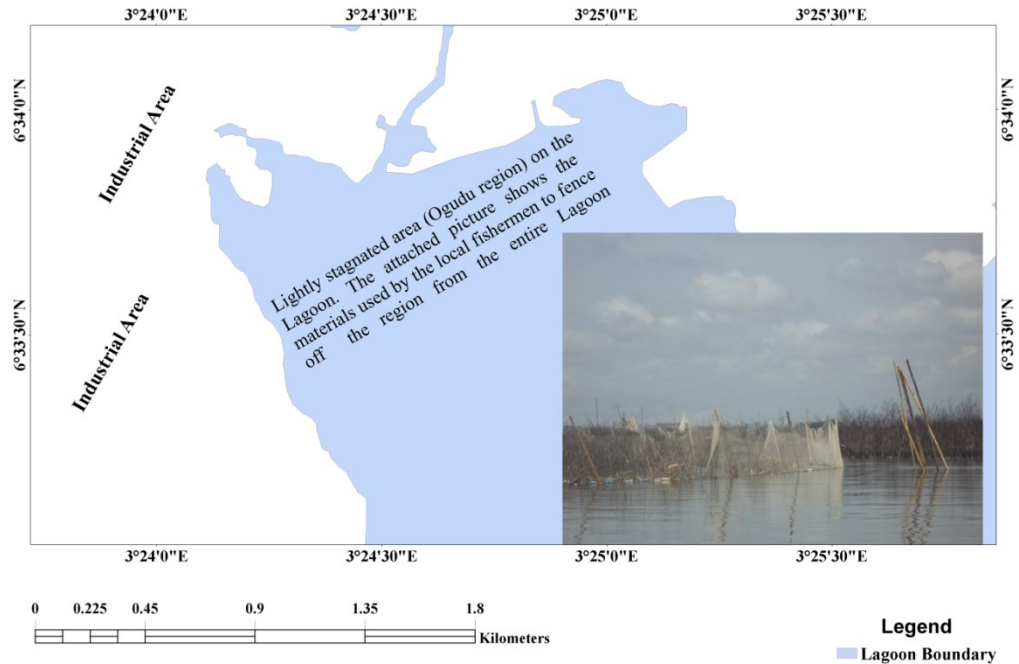 3°24'0"E 3°24'30"E 3°25'0"E 3°25'30"E
6°34'0"N
6°33'30"N
Industrial Area
Industrial Area
Lightly stagnated area (Ogudu region) on the
Lagoon. The attached picture shows the
materials used by the local fishermen to fence
off the region from the entire Lagoon
6°34'0"N
6°33'30"N
3°24'0"E 3°24'30"E 3°25'0"E 3°25'30"E
0 0.225 0.45 0.9 1.35 1.8
Kilometers
Legend
Lagoon Boundary